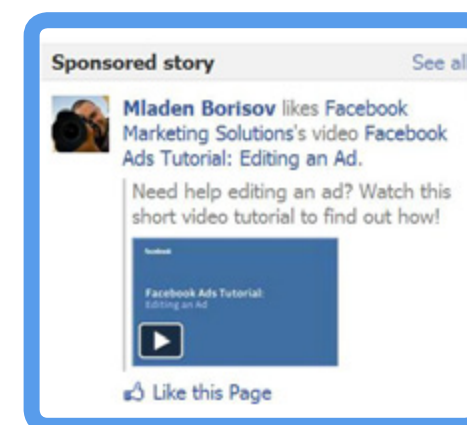 Sponsored story See all
Mladen Borisov likes Facebook
Marketing Solutions's video Facebook
Ads Tutorial: Editing an Ad.
Need help editing an ad? Watch this
short video tutorial to find out how!
facebook
Facebook Ads Tutorial:
Editing an Ad
Like this Page